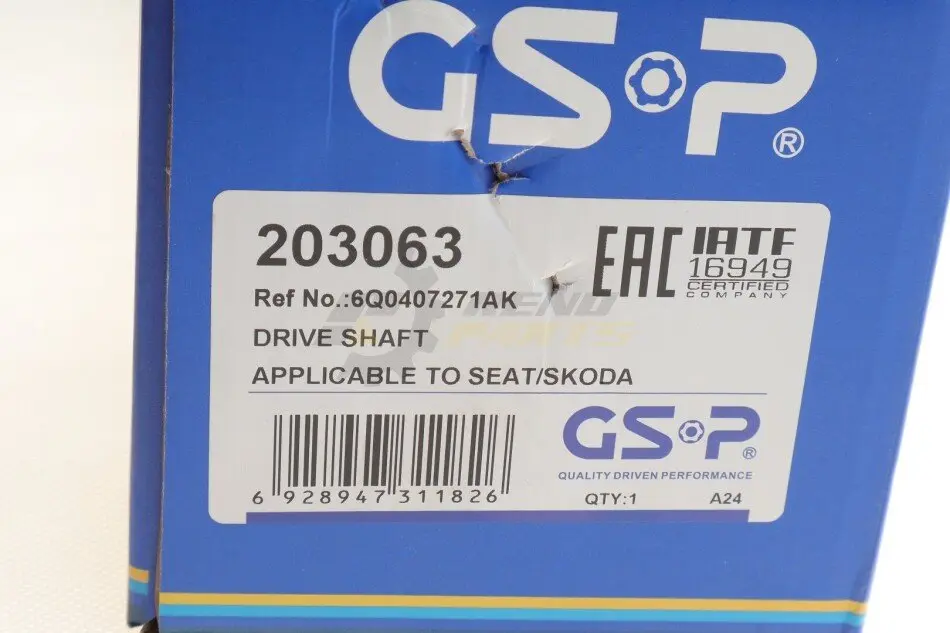 GSP®
203063
EAC
IATF
16949
CERTIFIED
COMPANY
Ref No.:6Q0407271AK
DRIVE SHAFT
APPLICABLE TO SEAT/SKODA
GSP®
QUALITY DRIVEN PERFORMANCE
6 928947 311826
QTY:1 A24
PARTS